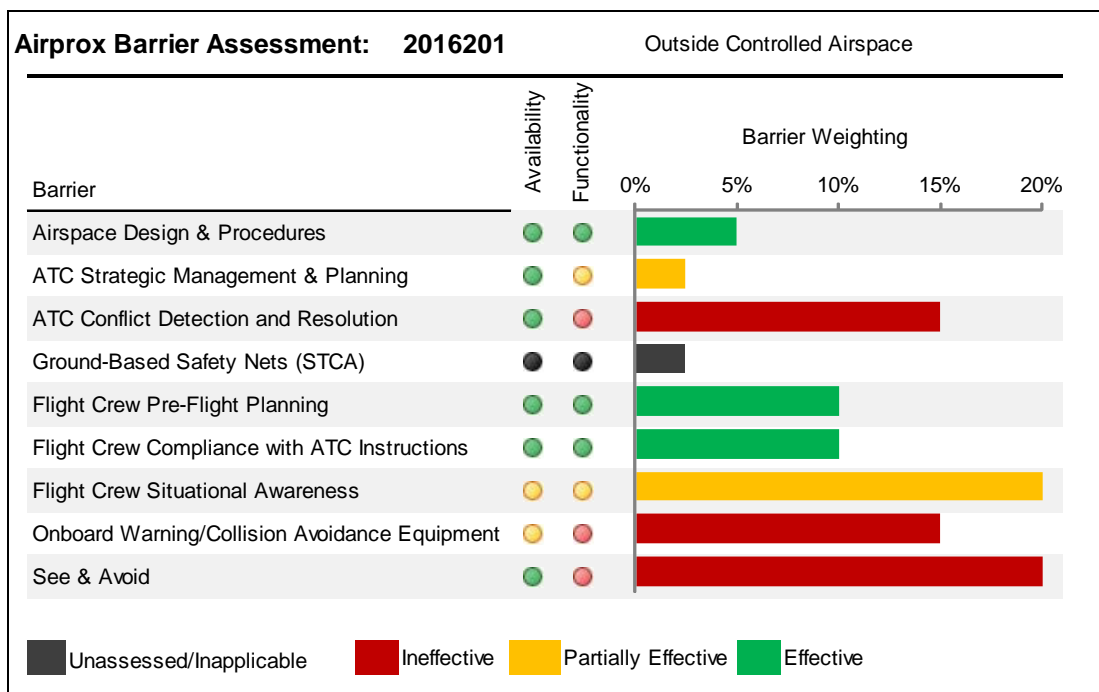 Airprox Barrier Assessment: 2016201 Outside Controlled Airspace
Availability
Functionality
Barrier Weighting
Barrier
0% 5% 10% 15% 20%
Airspace Design & Procedures
ATC Strategic Management & Planning
ATC Conflict Detection and Resolution
Ground-Based Safety Nets (STCA)
Flight Crew Pre-Flight Planning
Flight Crew Compliance with ATC Instructions
Flight Crew Situational Awareness
Onboard Warning/Collision Avoidance Equipment
See & Avoid
Unassessed/Inapplicable Ineffective Partially Effective Effective